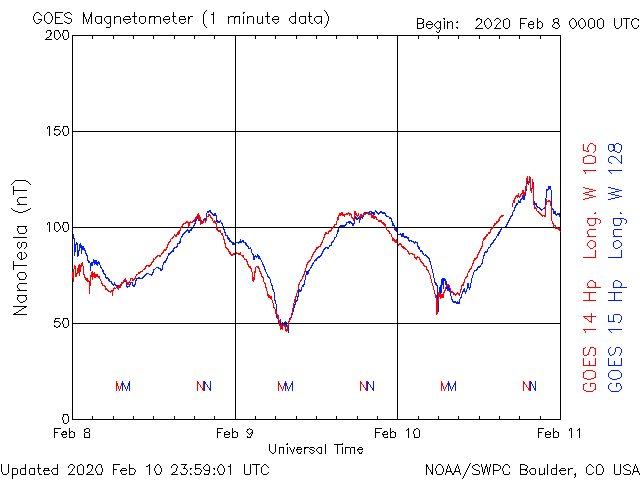 GOES Magnetometer (1 minute data)
Begin: 2020 Feb 8 0000 UTC
200
150
100
50
0
NanoTesla (nT)
M M N N M M N N M M N N
Feb 8 Feb 9 Feb 10 Feb 11
Universal Time
GOES 14 Hp Long. W 105
GOES 15 Hp Long. W 128
Updated 2020 Feb 10 23:59:01 UTC
NOAA/SWPC Boulder, CO USA